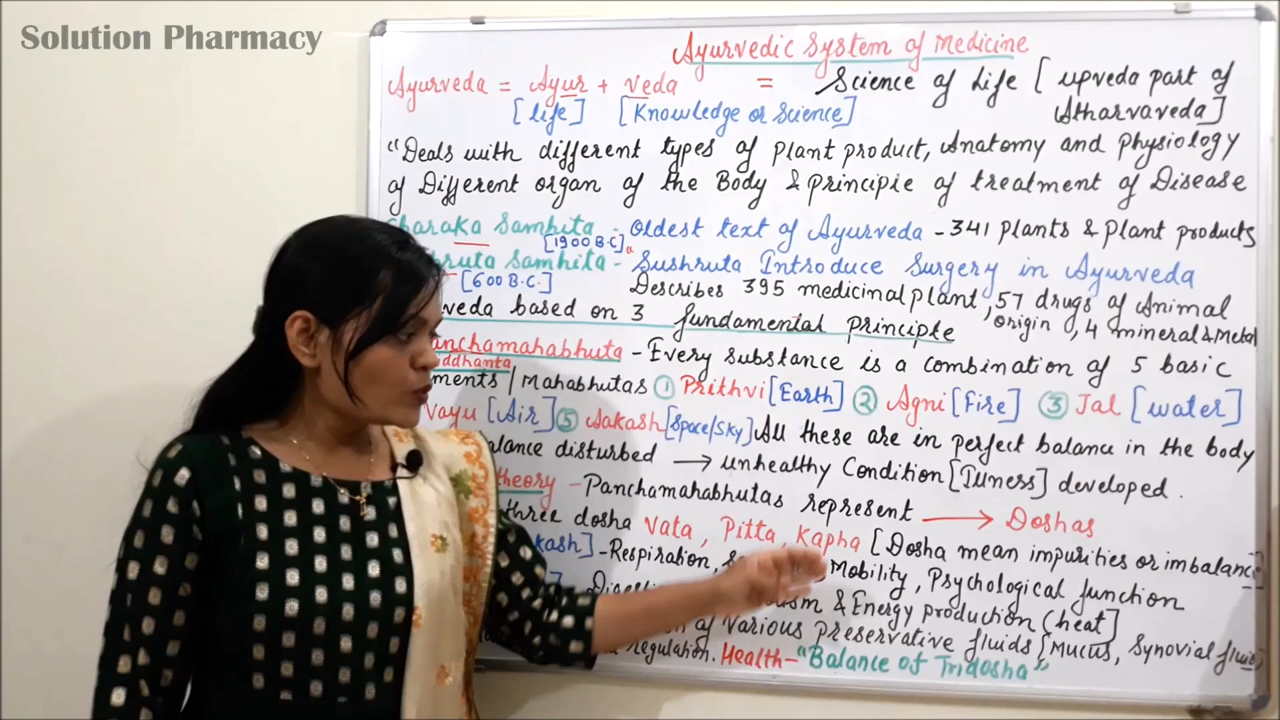 Solution Pharmacy
Ayurvedic System of Medicine
Ayurveda = Ayur + veda = Science of Life [upveda part of
[life] [Knowledge or Science] Atharvaveda]
"Deals with different types of plant product, Anatomy and physiology
of Different organ of the Body & principle of treatment of Disease
Charaka Samhita - oldest text of Ayurveda - 341 plants & plant products
[1900 B.C]
Samhita - "Sushruta Introduce Surgery in Ayurveda
[600 B.C.] Describes 395 medicinal plant, 57 drugs of Animal
origin, 4 mineral & Metal
based on 3 fundamental principle
Panchamahabhuta - Every substance is a combination of 5 basic
/ Mahabhutas ① Prithvi [Earth] ② Agni [Fire] ③ Jal [water]
Vayu [Air] ⑤ Aakash [Space/Sky] All these are in perfect balance in the body
disturbed → unhealthy Condition [Illness] developed.
theory - Panchamahabhutas represent → Doshas
three dosha Vata, Pitta, Kapha [Dosha mean impurities or imbalance]
- Respiration, Mobility, Psychological function
& Energy production (heat]
of various preservative fluids [Mucus, Synovial fluid]
regulation. Health - "Balance of Tridosha"